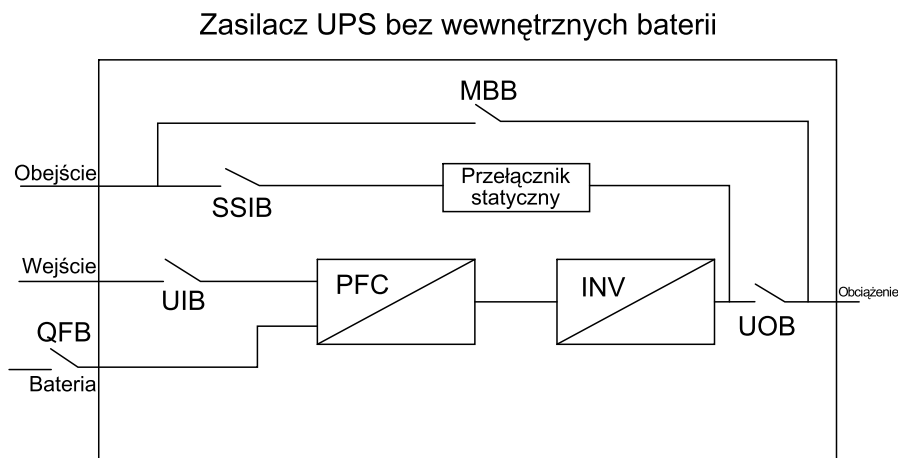 Zasilacz UPS bez wewnętrznych baterii
MBB
Obejście
SSIB
Przełącznik
statyczny
Wejście
UIB
PFC
INV
Obciążenie
UOB
QFB
Bateria